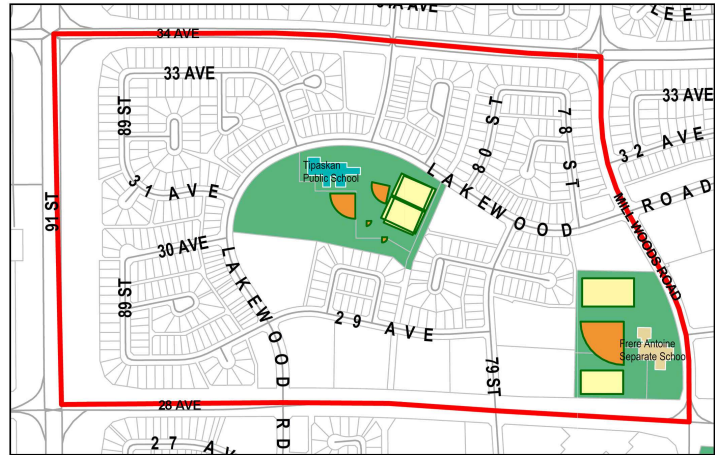 34 AVE
LEE
33 AVE
89 ST
31 AVE
91 ST
30 AVE
89 ST
LAKEWOOD RD
Tipaskan
Public School
LAKEWOOD ROAD
80 ST
78 ST
33 AVE
32 AVE
MILL WOODS ROAD
29 AVE
79 ST
Frere Antoine
Separate School
28 AVE
27 AV